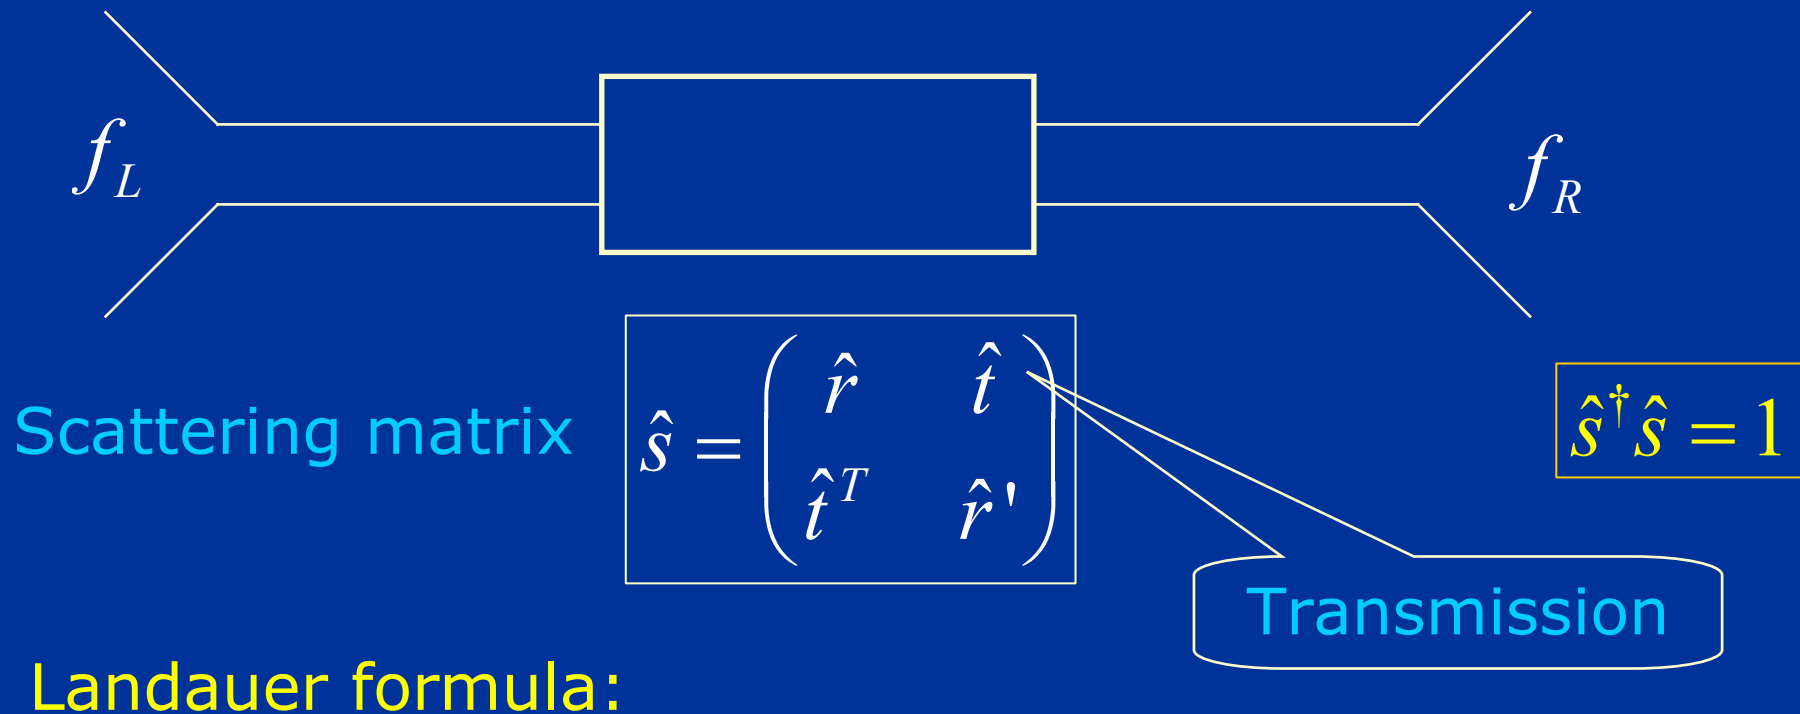 f_L
f_R
Scattering matrix
ŝ = ( r̂ t̂
t̂^T r̂' )
ŝ†ŝ = 1
Transmission
Landauer formula: